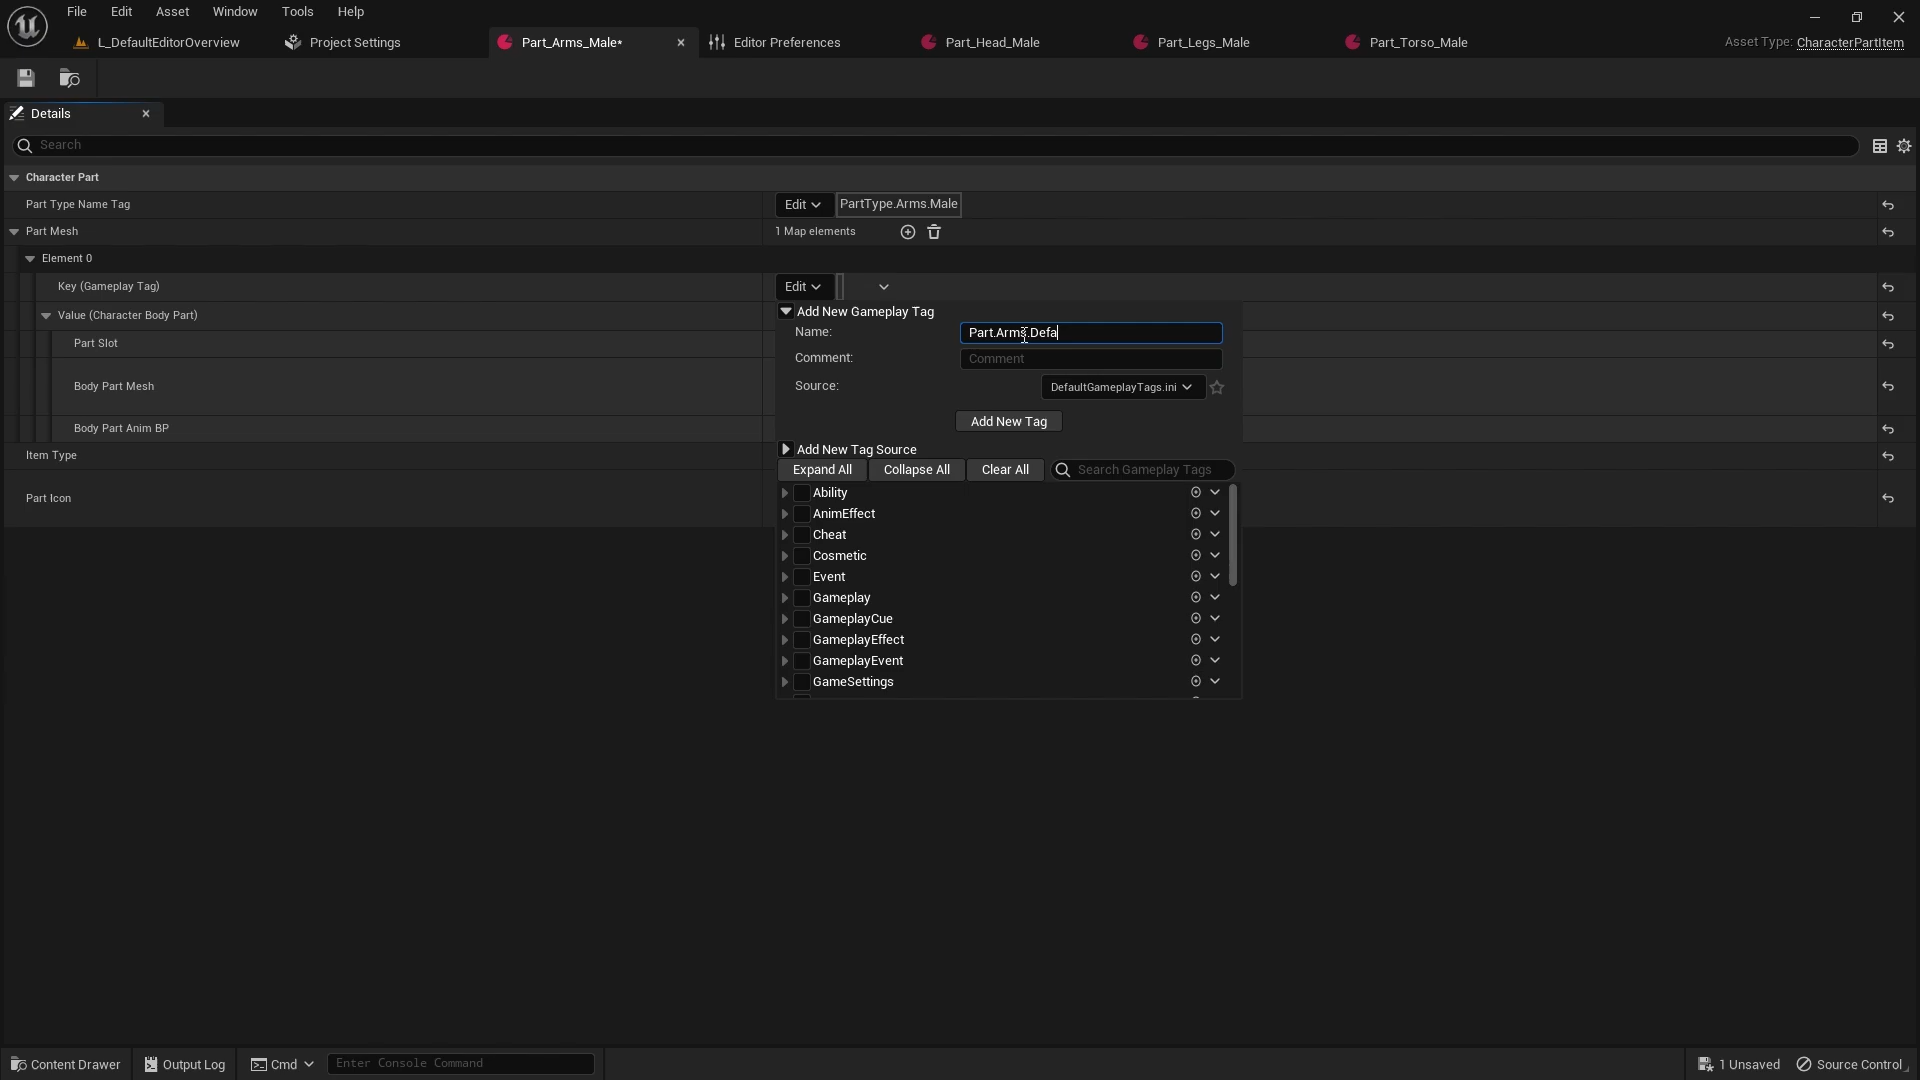 File Edit Asset Window Tools Help
L_DefaultEditorOverview Project Settings Part_Arms_Male* Editor Preferences Part_Head_Male Part_Legs_Male Part_Torso_Male Asset Type: CharacterPartItem
Details
Search
Character Part
Part Type Name Tag Edit PartType.Arms.Male
Part Mesh 1 Map elements
Element 0
Key (Gameplay Tag) Edit
Add New Gameplay Tag
Value (Character Body Part)
Name: Part.Arms.Defa
Part Slot
Comment: Comment
Body Part Mesh Source: DefaultGameplayTags.ini
Add New Tag
Body Part Anim BP
Add New Tag Source
Item Type
Expand All Collapse All Clear All Search Gameplay Tags
Part Icon
Ability
AnimEffect
Cheat
Cosmetic
Event
Gameplay
GameplayCue
GameplayEffect
GameplayEvent
GameSettings
Content Drawer Output Log Cmd Enter Console Command 1 Unsaved Source Control